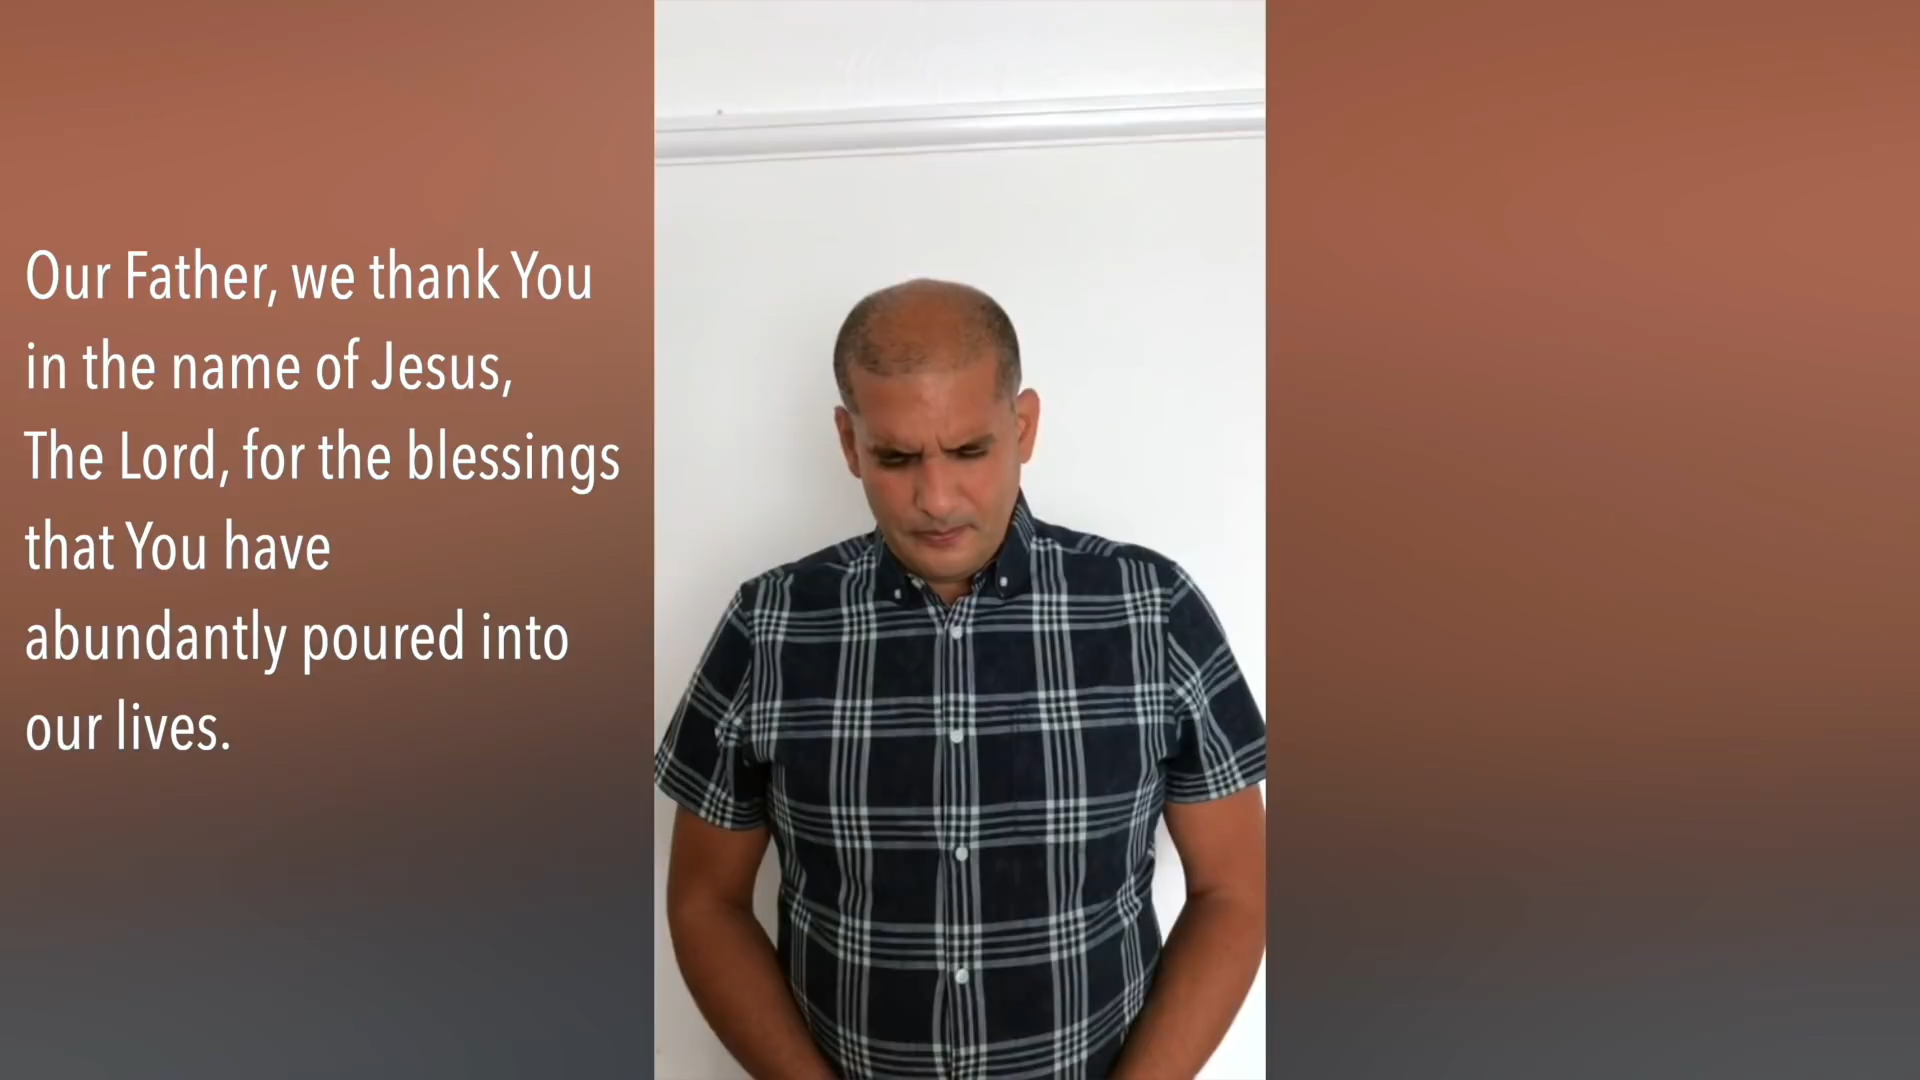 Our Father, we thank You
in the name of Jesus,
The Lord, for the blessings
that You have
abundantly poured into
our lives.